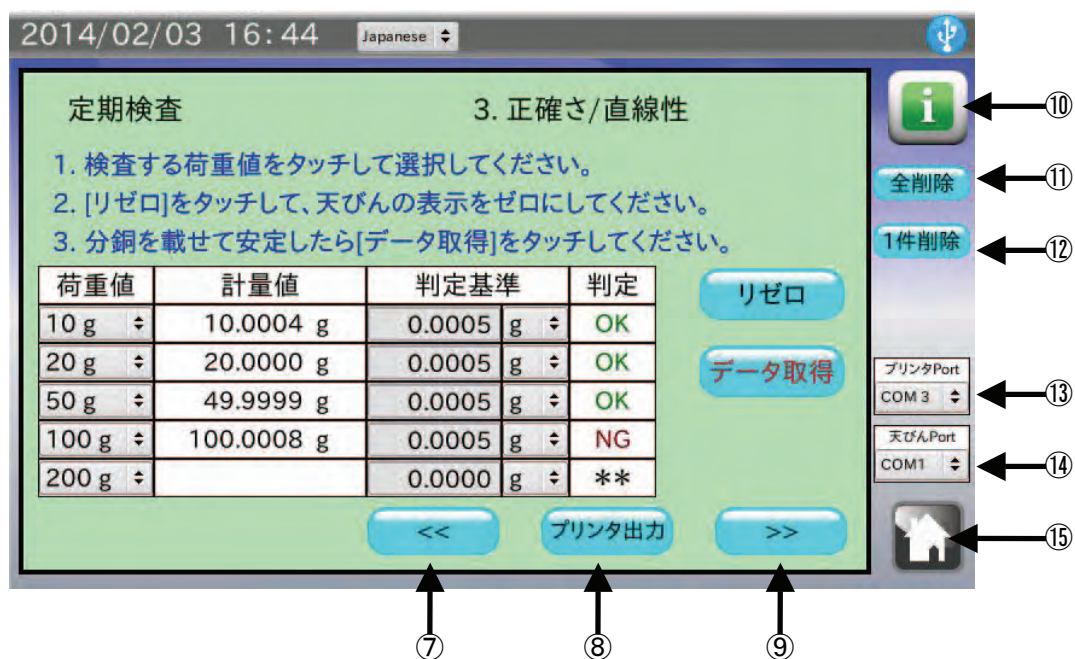 2014/02/03 16:44 Japanese
定期検査 3. 正確さ/直線性
1. 検査する荷重値をタッチして選択してください。
2. [リゼロ]をタッチして、天びんの表示をゼロにしてください。
3. 分銅を載せて安定したら[データ取得]をタッチしてください。
荷重値 計量値 判定基準 判定
10 g 10.0004 g 0.0005 g OK
20 g 20.0000 g 0.0005 g OK
50 g 49.9999 g 0.0005 g OK
100 g 100.0008 g 0.0005 g NG
200 g 0.0000 g **
リゼロ
データ取得
<< プリンタ出力 >>
i ⑩
全削除 ⑪
1件削除 ⑫
プリンタPort
COM 3 ⑬
天びんPort
COM1 ⑭
⑮
⑦ ⑧ ⑨